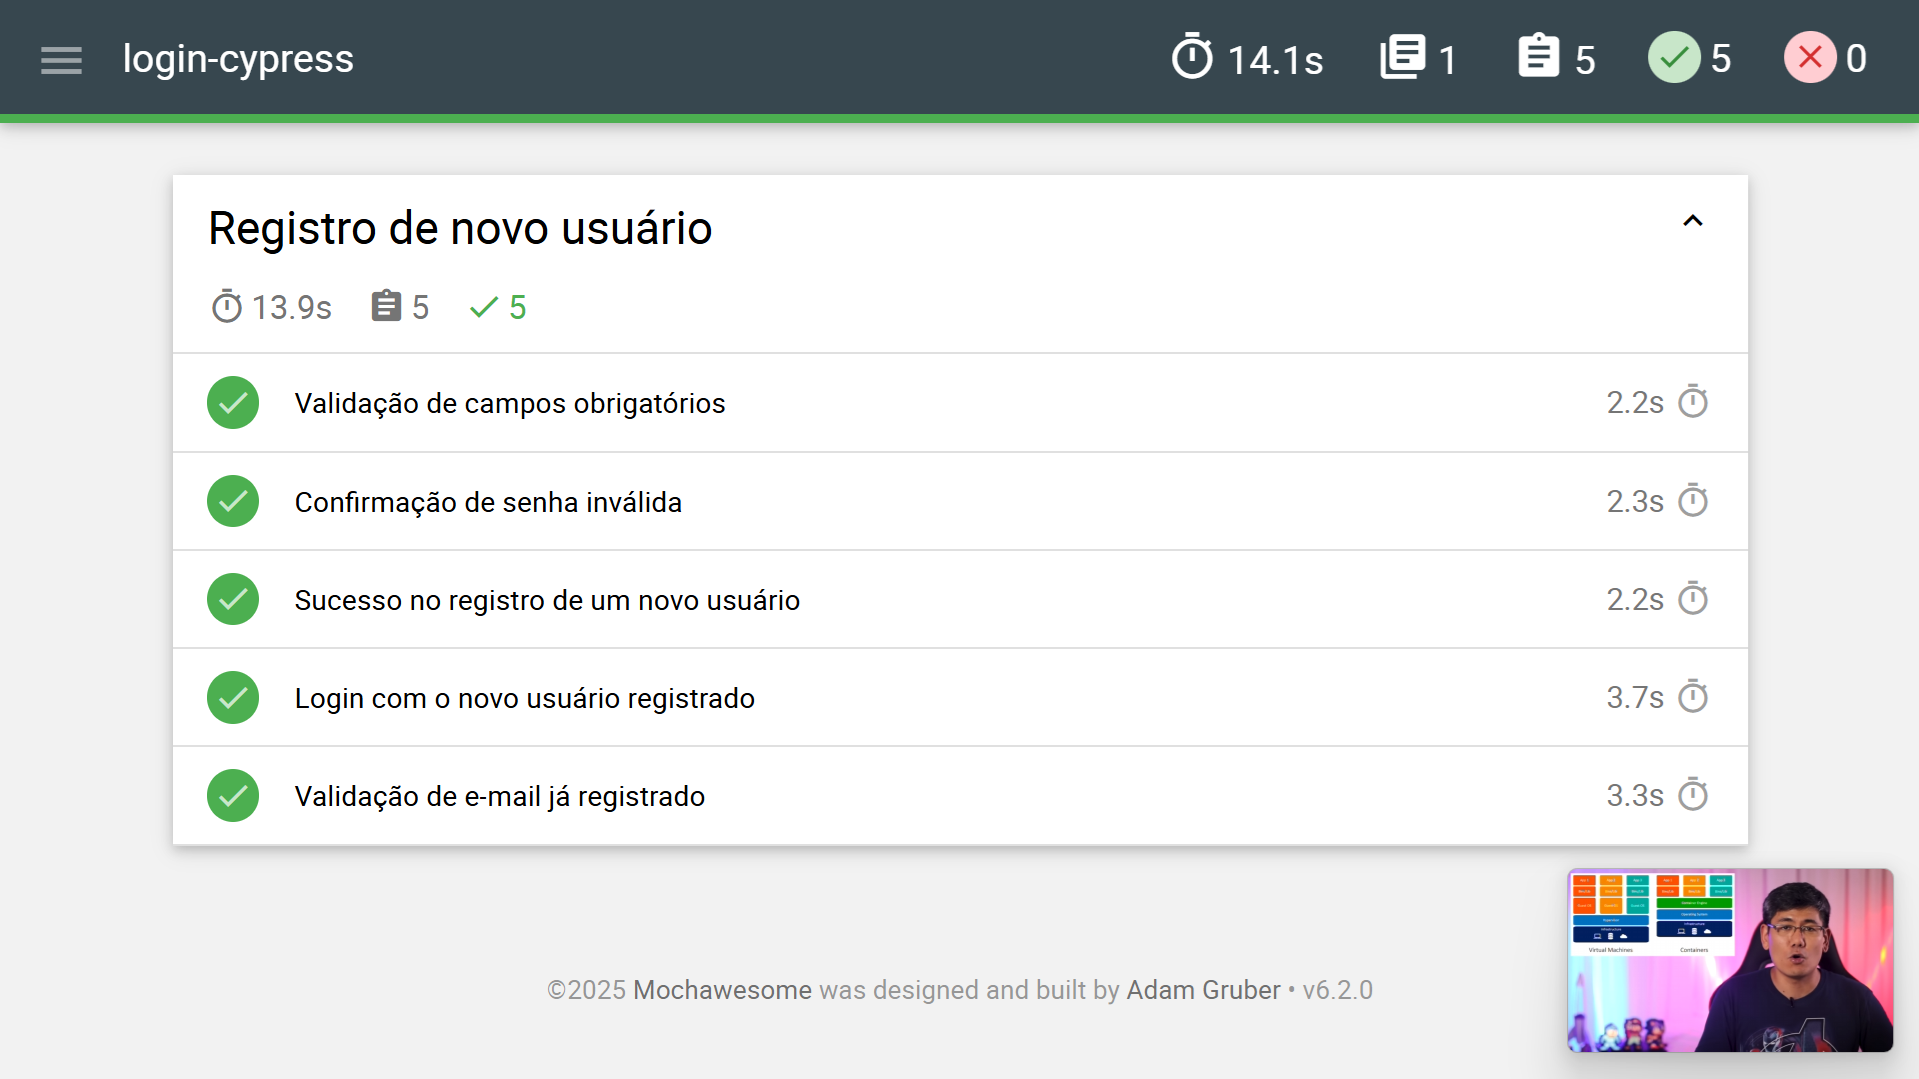 login-cypress
14.1s 1 5 5 0
Registro de novo usuário
13.9s 5 5
Validação de campos obrigatórios 2.2s
Confirmação de senha inválida 2.3s
Sucesso no registro de um novo usuário 2.2s
Login com o novo usuário registrado 3.7s
Validação de e-mail já registrado 3.3s
Virtual Machines Containers
©2025 Mochawesome was designed and built by Adam Gruber • v6.2.0